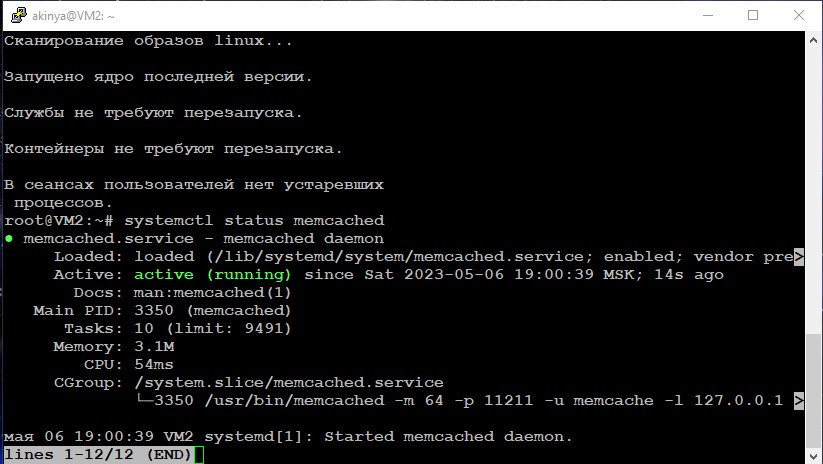 akinya@VM2: ~
Сканирование образов linux...
Запущено ядро последней версии.
Службы не требуют перезапуска.
Контейнеры не требуют перезапуска.
В сеансах пользователей нет устаревших
процессов.
root@VM2:~# systemctl status memcached
● memcached.service - memcached daemon
Loaded: loaded (/lib/systemd/system/memcached.service; enabled; vendor pre>
Active: active (running) since Sat 2023-05-06 19:00:39 MSK; 14s ago
Docs: man:memcached(1)
Main PID: 3350 (memcached)
Tasks: 10 (limit: 9491)
Memory: 3.1M
CPU: 54ms
CGroup: /system.slice/memcached.service
└─3350 /usr/bin/memcached -m 64 -p 11211 -u memcache -l 127.0.0.1 >
мая 06 19:00:39 VM2 systemd[1]: Started memcached daemon.
lines 1-12/12 (END)